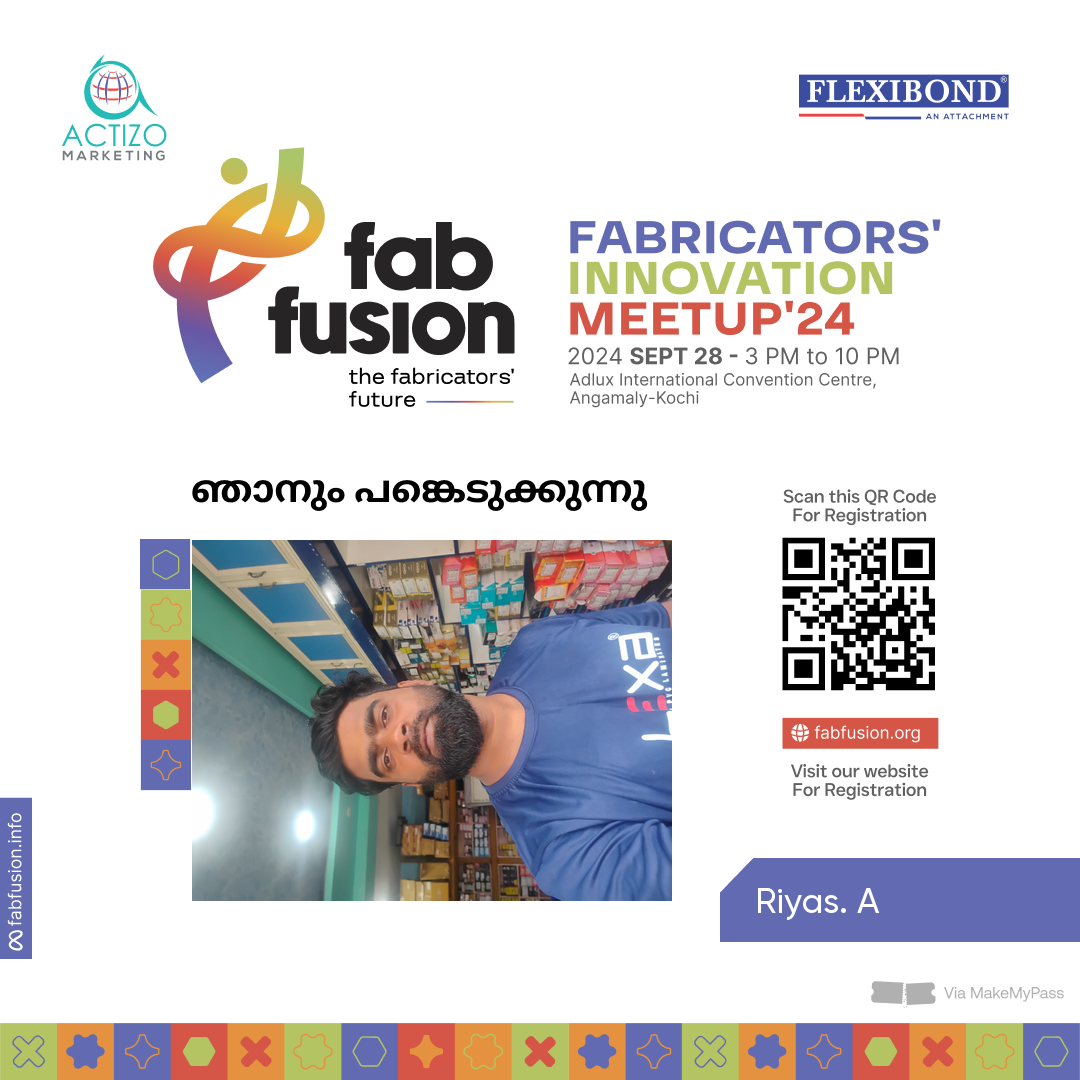 ACTIZO
MARKETING
FLEXIBOND®
AN ATTACHMENT
fab
fusion
the fabricators'
future
FABRICATORS'
INNOVATION
MEETUP'24
2024 SEPT 28 - 3 PM to 10 PM
Adlux International Convention Centre,
Angamaly-Kochi
ഞാനും പങ്കെടുക്കുന്നു
Scan this QR Code
For Registration
fabfusion.org
Visit our website
For Registration
fabfusion.info
Riyas. A
Via MakeMyPass